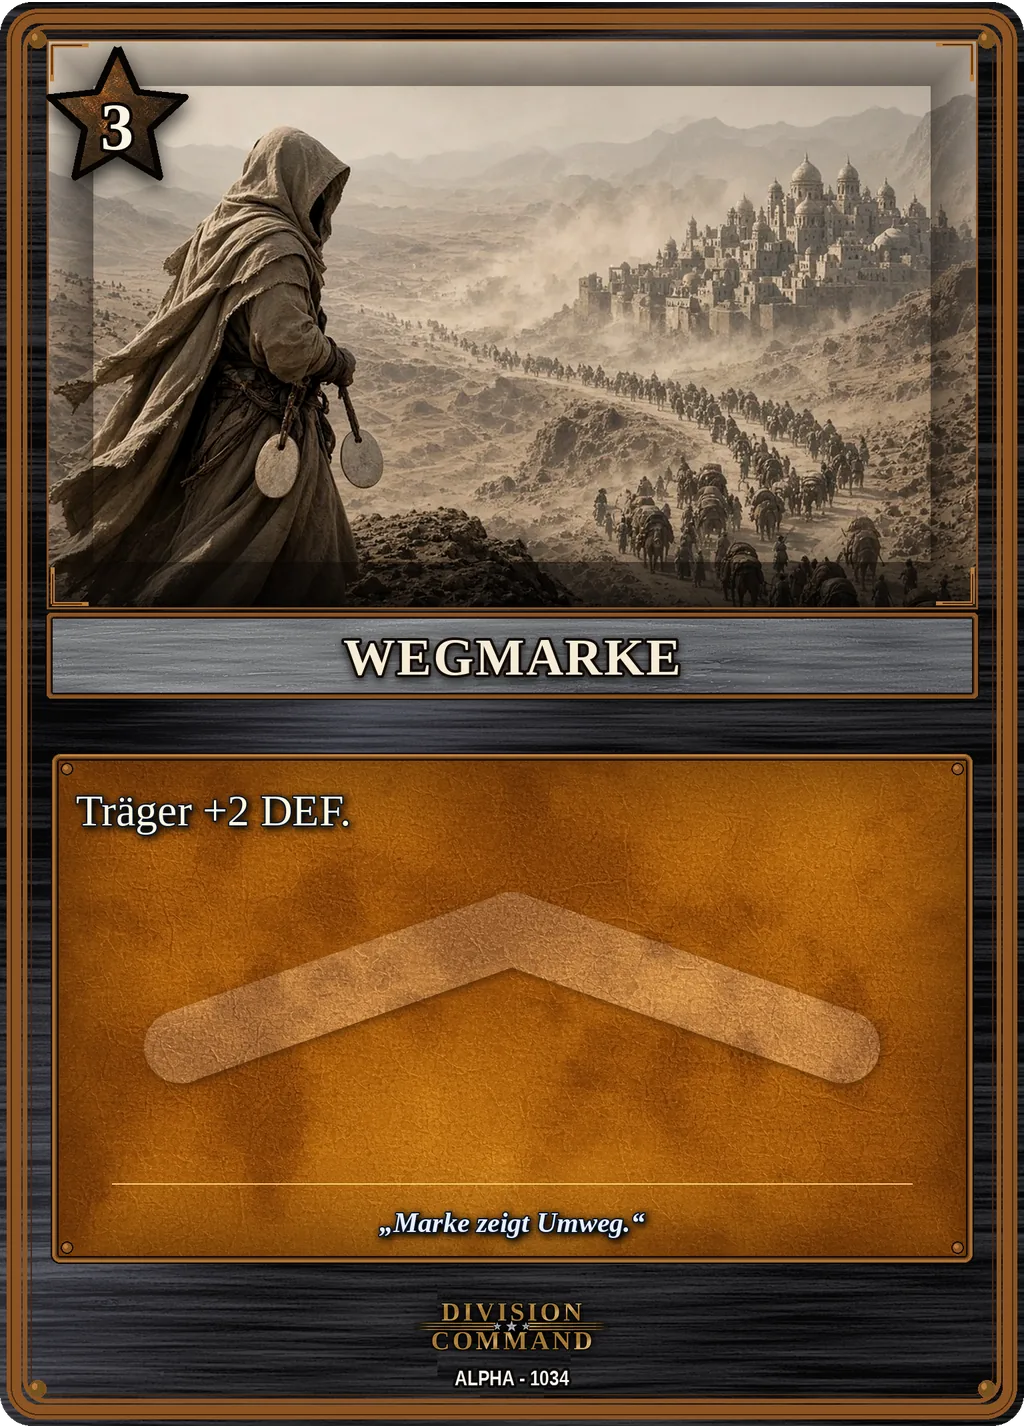 3
WEGMARKE
Träger +2 DEF.
„Marke zeigt Umweg.“
DIVISION
COMMAND
ALPHA - 1034